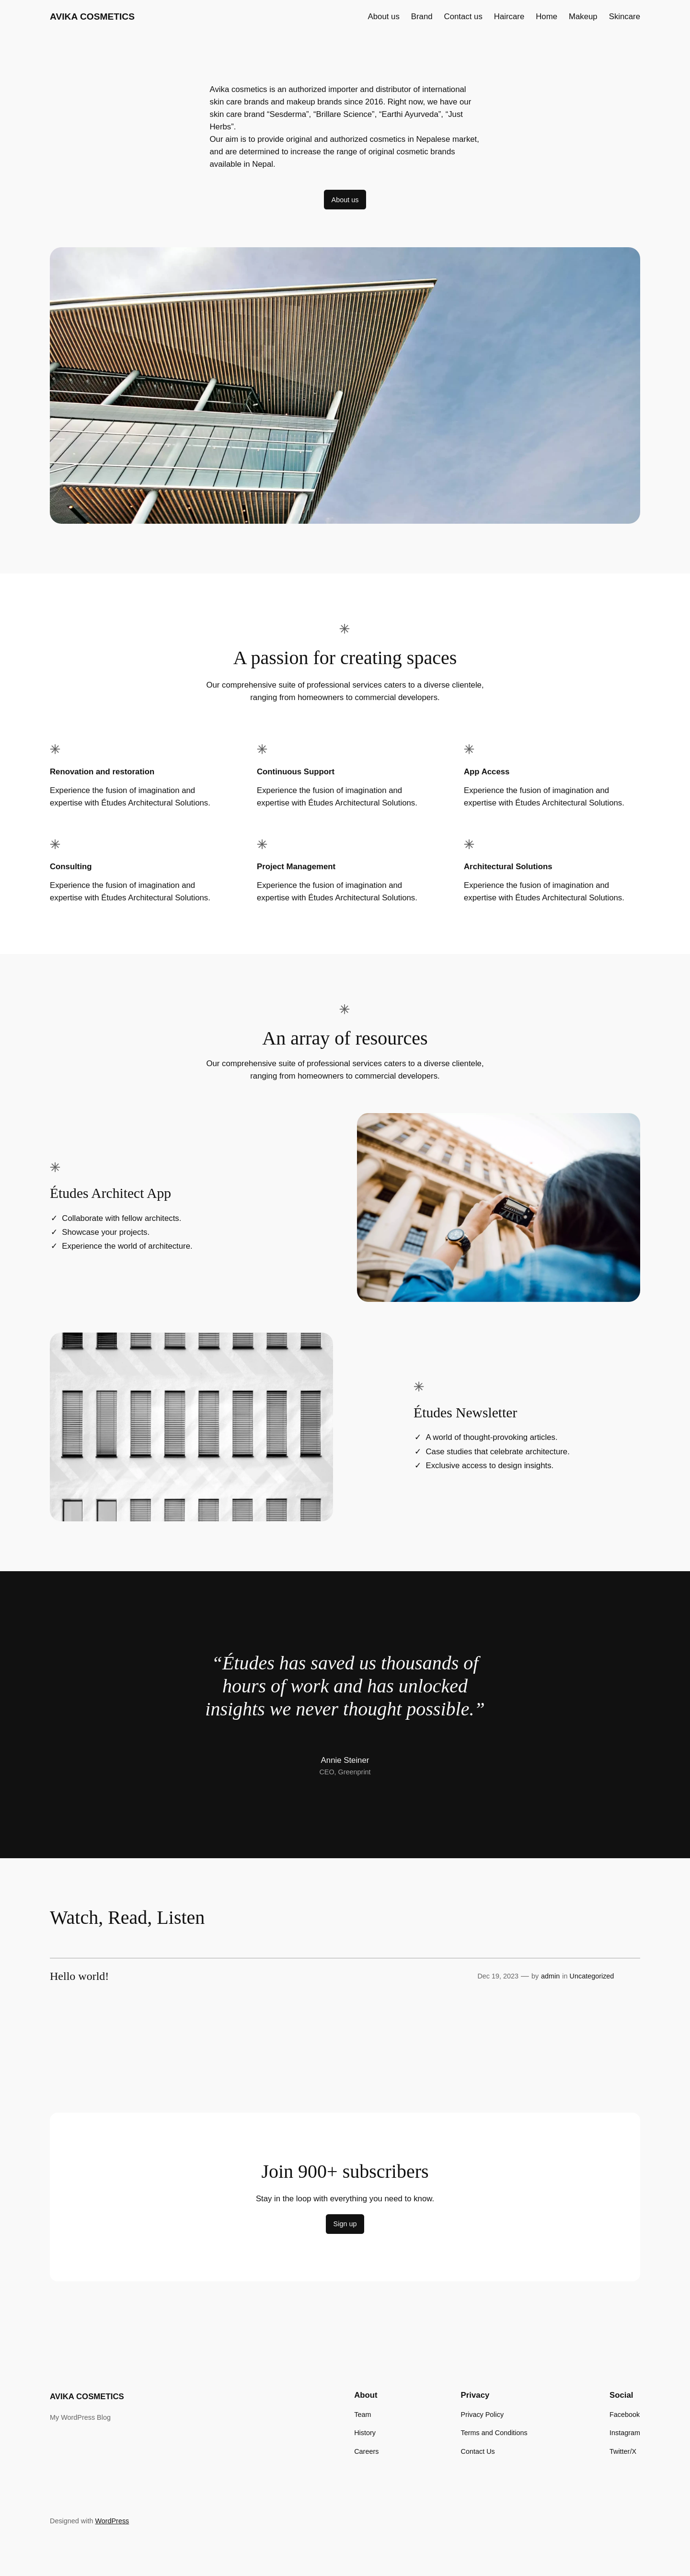 AVIKA COSMETICS
About us Brand Contact us Haircare Home Makeup Skincare
Avika cosmetics is an authorized importer and distributor of international
skin care brands and makeup brands since 2016. Right now, we have our
skin care brand “Sesderma”, “Brillare Science”, “Earthi Ayurveda”, “Just
Herbs”.
Our aim is to provide original and authorized cosmetics in Nepalese market,
and are determined to increase the range of original cosmetic brands
available in Nepal.
About us
A passion for creating spaces
Our comprehensive suite of professional services caters to a diverse clientele,
ranging from homeowners to commercial developers.
Renovation and restoration
Experience the fusion of imagination and
expertise with Études Architectural Solutions.
Continuous Support
Experience the fusion of imagination and
expertise with Études Architectural Solutions.
App Access
Experience the fusion of imagination and
expertise with Études Architectural Solutions.
Consulting
Experience the fusion of imagination and
expertise with Études Architectural Solutions.
Project Management
Experience the fusion of imagination and
expertise with Études Architectural Solutions.
Architectural Solutions
Experience the fusion of imagination and
expertise with Études Architectural Solutions.
An array of resources
Our comprehensive suite of professional services caters to a diverse clientele,
ranging from homeowners to commercial developers.
Études Architect App
✓ Collaborate with fellow architects.
✓ Showcase your projects.
✓ Experience the world of architecture.
Études Newsletter
✓ A world of thought-provoking articles.
✓ Case studies that celebrate architecture.
✓ Exclusive access to design insights.
“Études has saved us thousands of
hours of work and has unlocked
insights we never thought possible.”
Annie Steiner
CEO, Greenprint
Watch, Read, Listen
Hello world!
Dec 19, 2023 — by admin in Uncategorized
Join 900+ subscribers
Stay in the loop with everything you need to know.
Sign up
AVIKA COSMETICS
My WordPress Blog
About
Team
History
Careers
Privacy
Privacy Policy
Terms and Conditions
Contact Us
Social
Facebook
Instagram
Twitter/X
Designed with WordPress